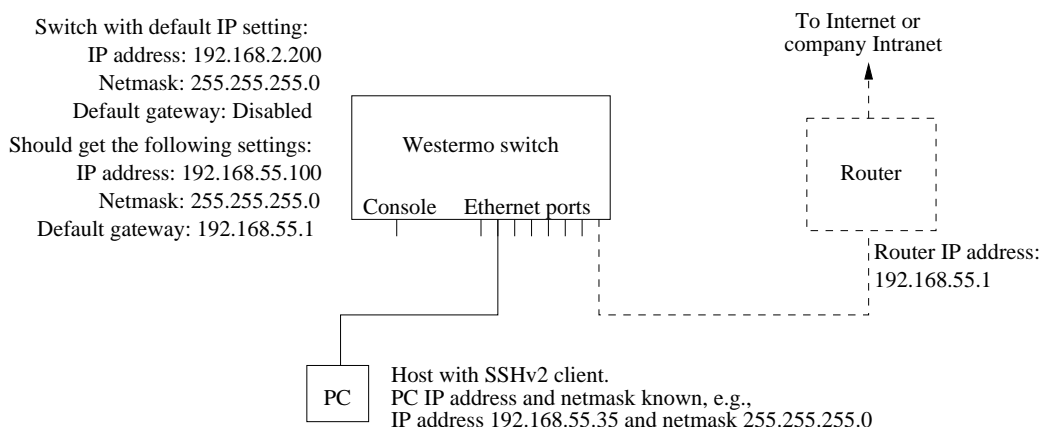 Switch with default IP setting:
IP address: 192.168.2.200
Netmask: 255.255.255.0
Default gateway: Disabled
Should get the following settings:
IP address: 192.168.55.100
Netmask: 255.255.255.0
Default gateway: 192.168.55.1
Westermo switch
Console
Ethernet ports
To Internet or
company Intranet
Router
Router IP address:
192.168.55.1
PC
Host with SSHv2 client.
PC IP address and netmask known, e.g.,
IP address 192.168.55.35 and netmask 255.255.255.0